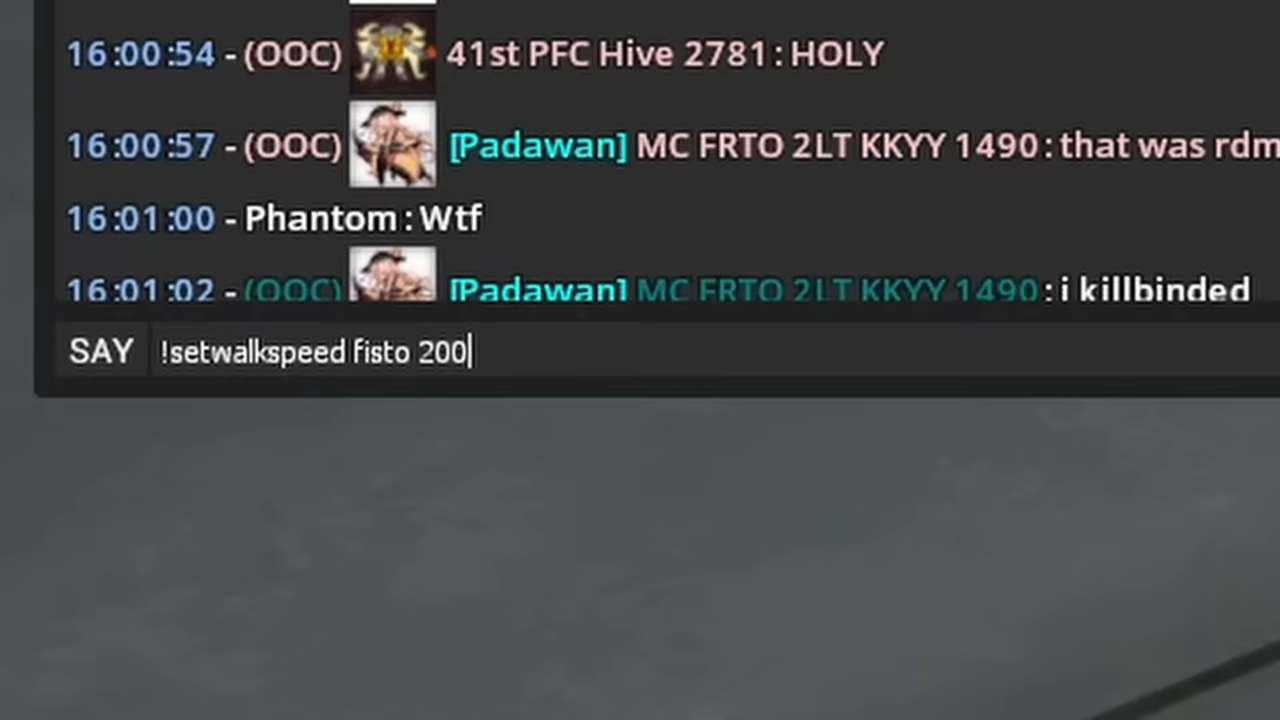 16:00:54 - (OOC) 41st PFC Hive 2781: HOLY
16:00:57 - (OOC) [Padawan] MC FRTO 2LT KKYY 1490: that was rdm
16:01:00 - Phantom: Wtf
16:01:02 - (OOC) [Padawan] MC FRTO 2LT KKYY 1490: i killbinded
SAY !setwalkspeed fisto 200